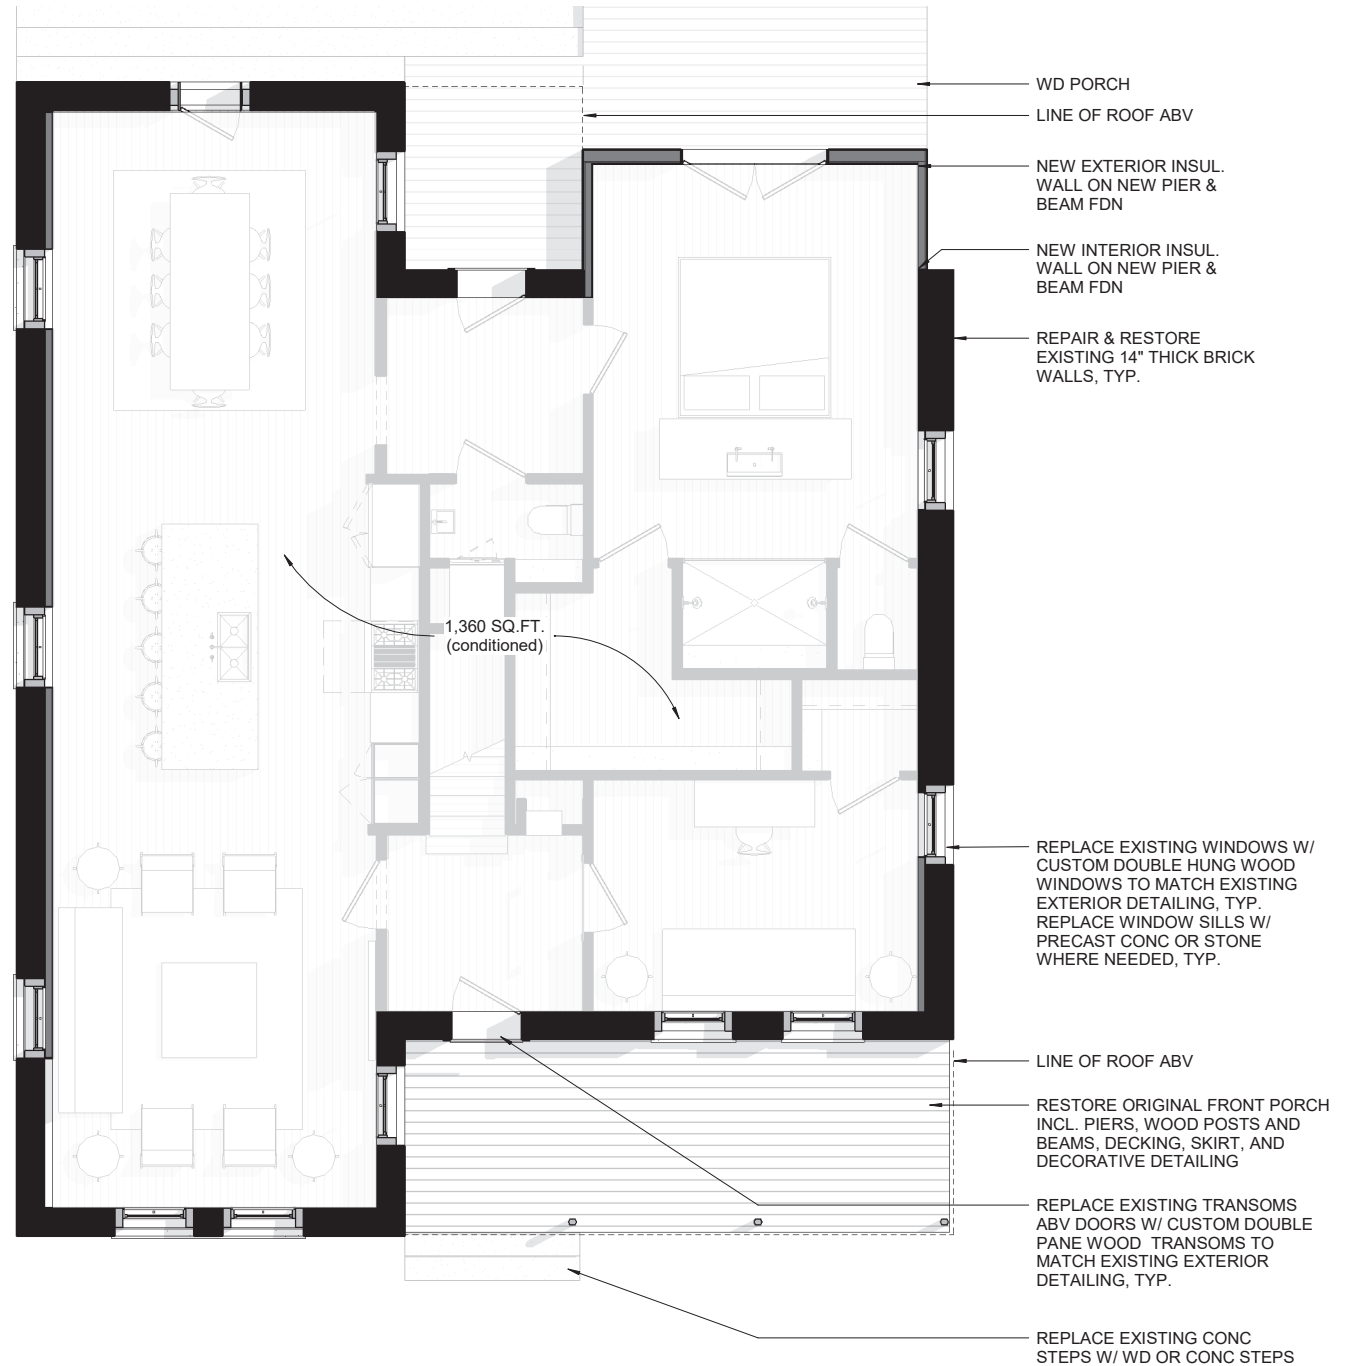 WD PORCH
LINE OF ROOF ABV
NEW EXTERIOR INSUL.
WALL ON NEW PIER &
BEAM FDN
NEW INTERIOR INSUL.
WALL ON NEW PIER &
BEAM FDN
REPAIR & RESTORE
EXISTING 14" THICK BRICK
WALLS, TYP.
1,360 SQ.FT.
(conditioned)
REPLACE EXISTING WINDOWS W/
CUSTOM DOUBLE HUNG WOOD
WINDOWS TO MATCH EXISTING
EXTERIOR DETAILING, TYP.
REPLACE WINDOW SILLS W/
PRECAST CONC OR STONE
WHERE NEEDED, TYP.
LINE OF ROOF ABV
RESTORE ORIGINAL FRONT PORCH
INCL. PIERS, WOOD POSTS AND
BEAMS, DECKING, SKIRT, AND
DECORATIVE DETAILING
REPLACE EXISTING TRANSOMS
ABV DOORS W/ CUSTOM DOUBLE
PANE WOOD TRANSOMS TO
MATCH EXISTING EXTERIOR
DETAILING, TYP.
REPLACE EXISTING CONC
STEPS W/ WD OR CONC STEPS